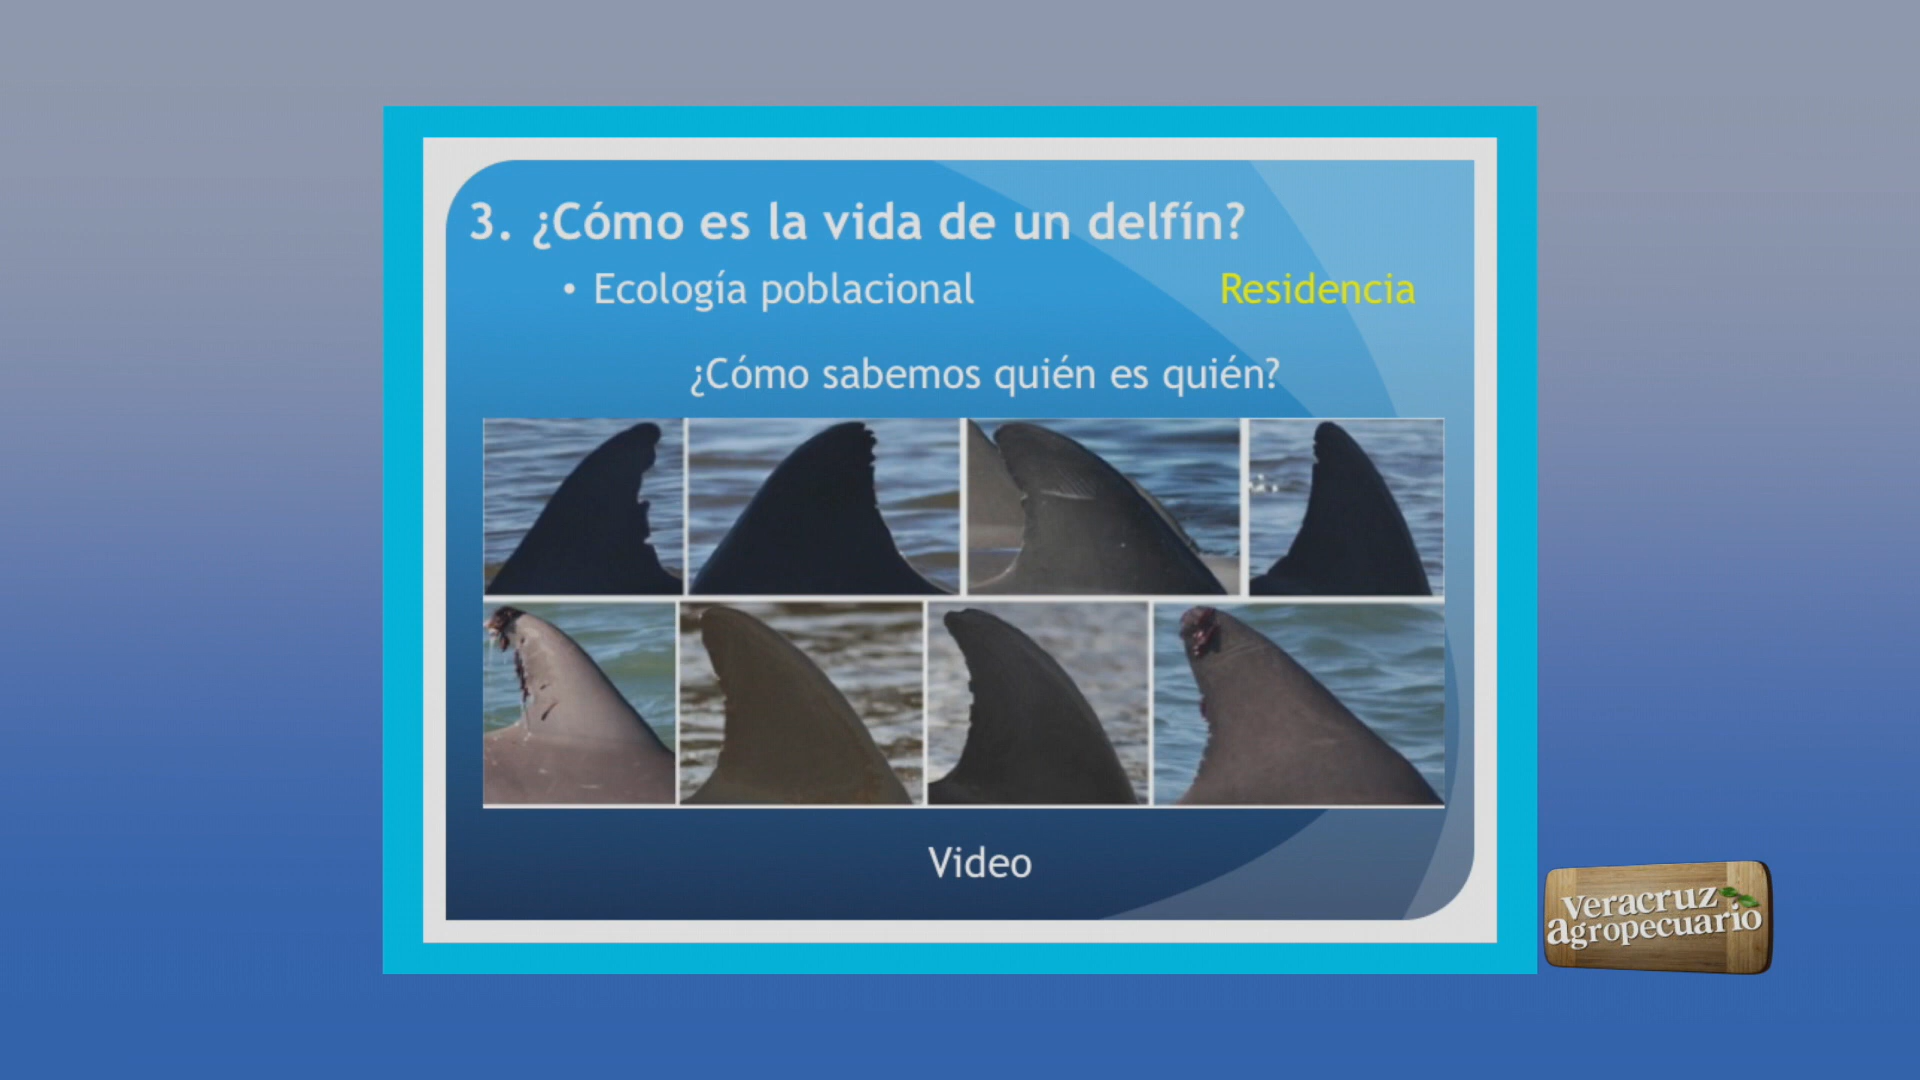 3. ¿Cómo es la vida de un delfín?
• Ecología poblacional
Residencia
¿Cómo sabemos quién es quién?
Video
veracruz
agropecuario